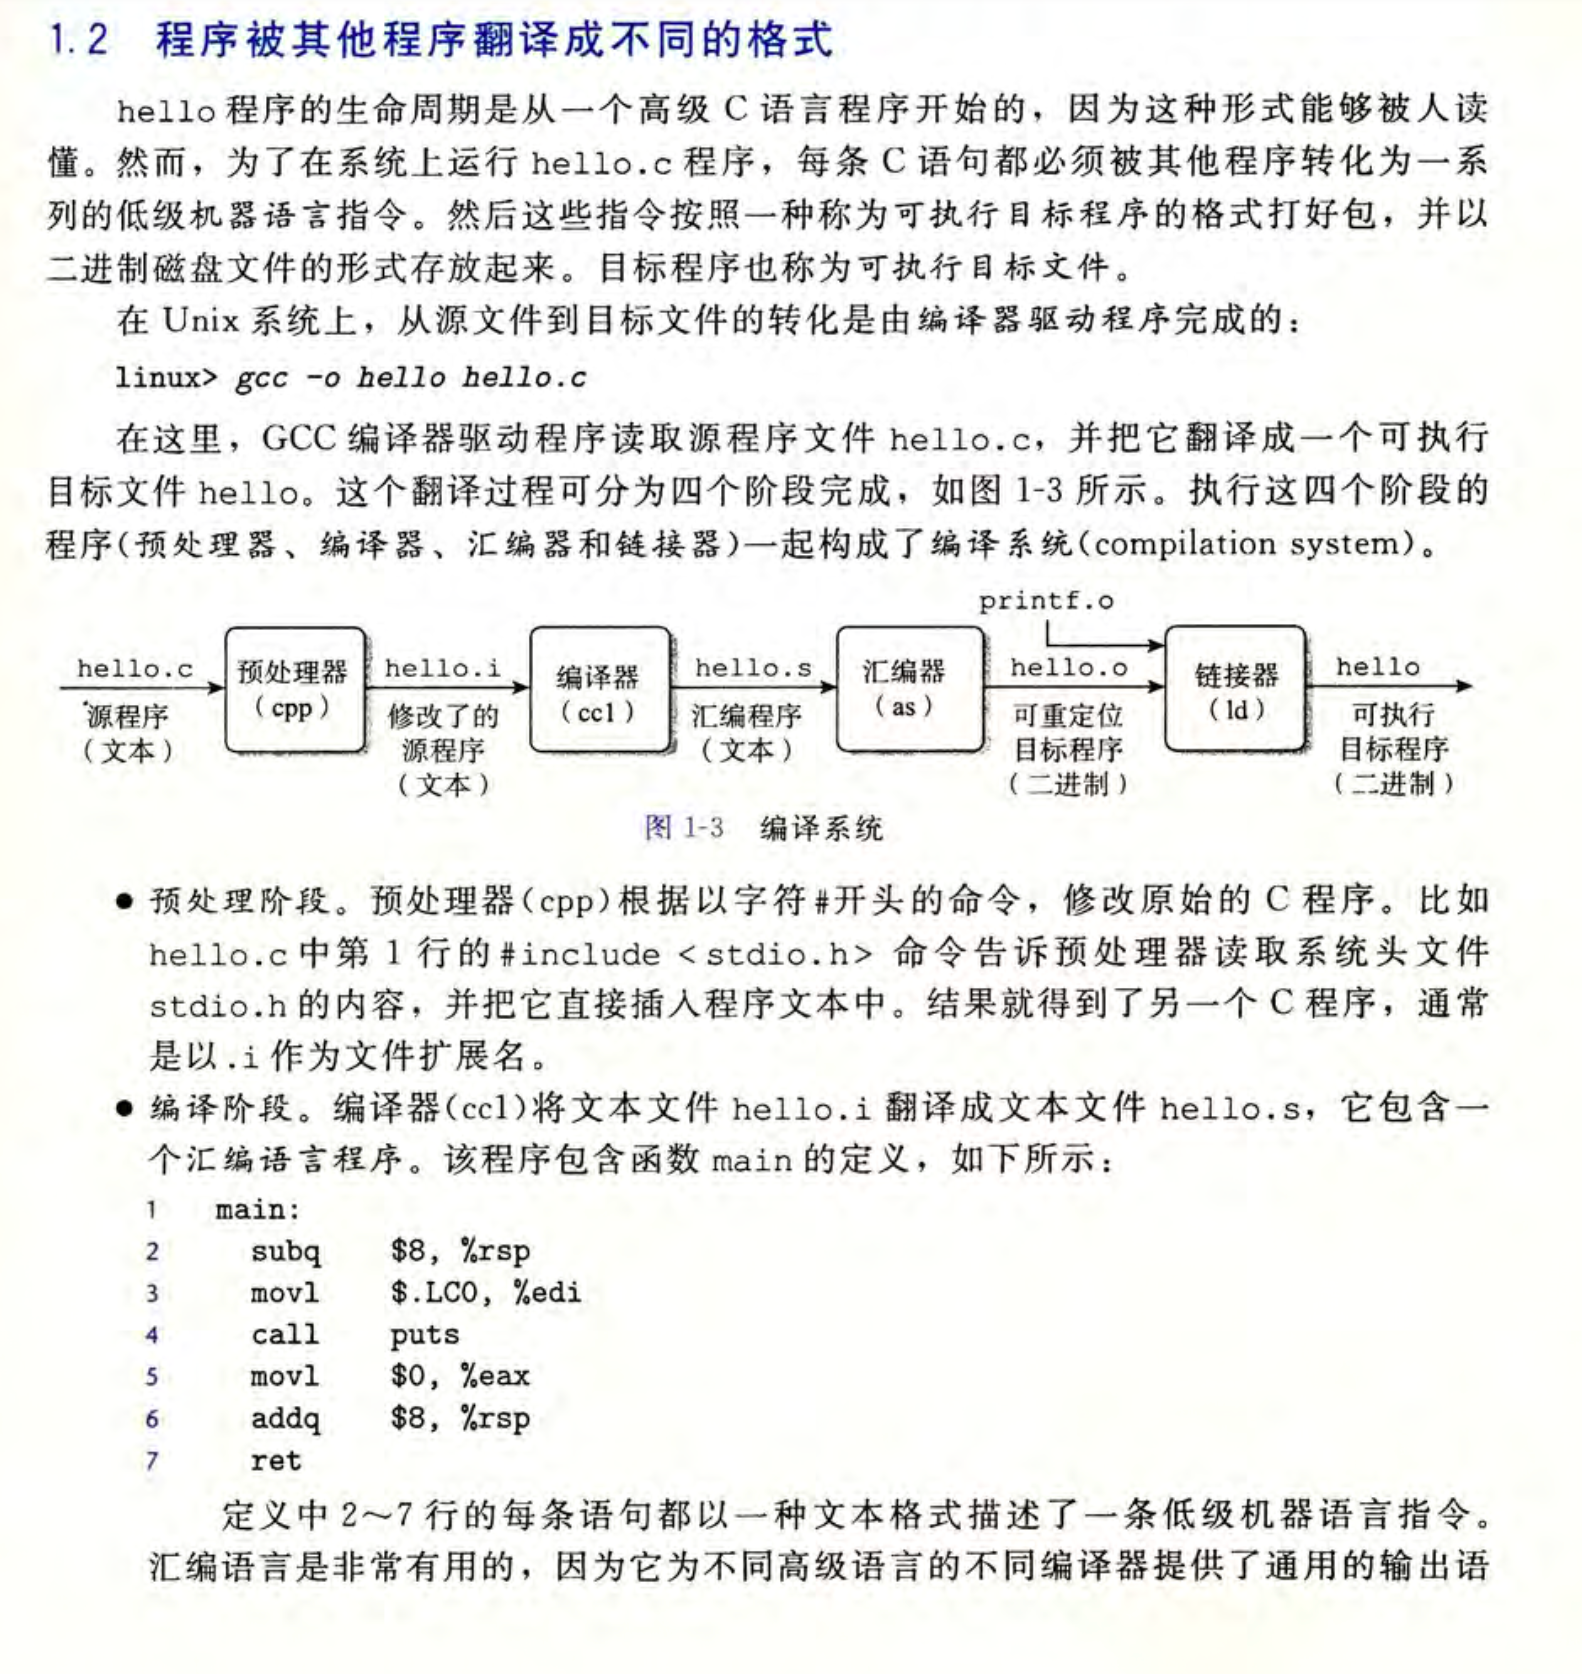 1.2 程序被其他程序翻译成不同的格式
hello 程序的生命周期是从一个高级 C 语言程序开始的，因为这种形式能够被人读
懂。然而，为了在系统上运行 hello.c 程序，每条 C 语句都必须被其他程序转化为一系
列的低级机器语言指令。然后这些指令按照一种称为可执行目标程序的格式打好包，并以
二进制磁盘文件的形式存放起来。目标程序也称为可执行目标文件。
在 Unix 系统上，从源文件到目标文件的转化是由编译器驱动程序完成的：
linux> gcc -o hello hello.c
在这里，GCC 编译器驱动程序读取源程序文件 hello.c，并把它翻译成一个可执行
目标文件 hello。这个翻译过程可分为四个阶段完成，如图 1-3 所示。执行这四个阶段的
程序(预处理器、编译器、汇编器和链接器)一起构成了编译系统(compilation system)。
printf.o
hello.c 预处理器 hello.i 编译器 hello.s 汇编器 hello.o 链接器 hello
源程序 (cpp) 修改了的 (cc1) 汇编程序 (as) 可重定位 (ld) 可执行
(文本) 源程序 (文本) 目标程序 目标程序
(文本) (二进制) (二进制)
图 1-3 编译系统
● 预处理阶段。预处理器(cpp)根据以字符#开头的命令，修改原始的 C 程序。比如
hello.c 中第 1 行的#include <stdio.h> 命令告诉预处理器读取系统头文件
stdio.h 的内容，并把它直接插入程序文本中。结果就得到了另一个 C 程序，通常
是以.i 作为文件扩展名。
● 编译阶段。编译器(cc1)将文本文件 hello.i 翻译成文本文件 hello.s，它包含一
个汇编语言程序。该程序包含函数 main 的定义，如下所示：
1 main:
2 subq $8, %rsp
3 movl $.LC0, %edi
4 call puts
5 movl $0, %eax
6 addq $8, %rsp
7 ret
定义中 2～7 行的每条语句都以一种文本格式描述了一条低级机器语言指令。
汇编语言是非常有用的，因为它为不同高级语言的不同编译器提供了通用的输出语